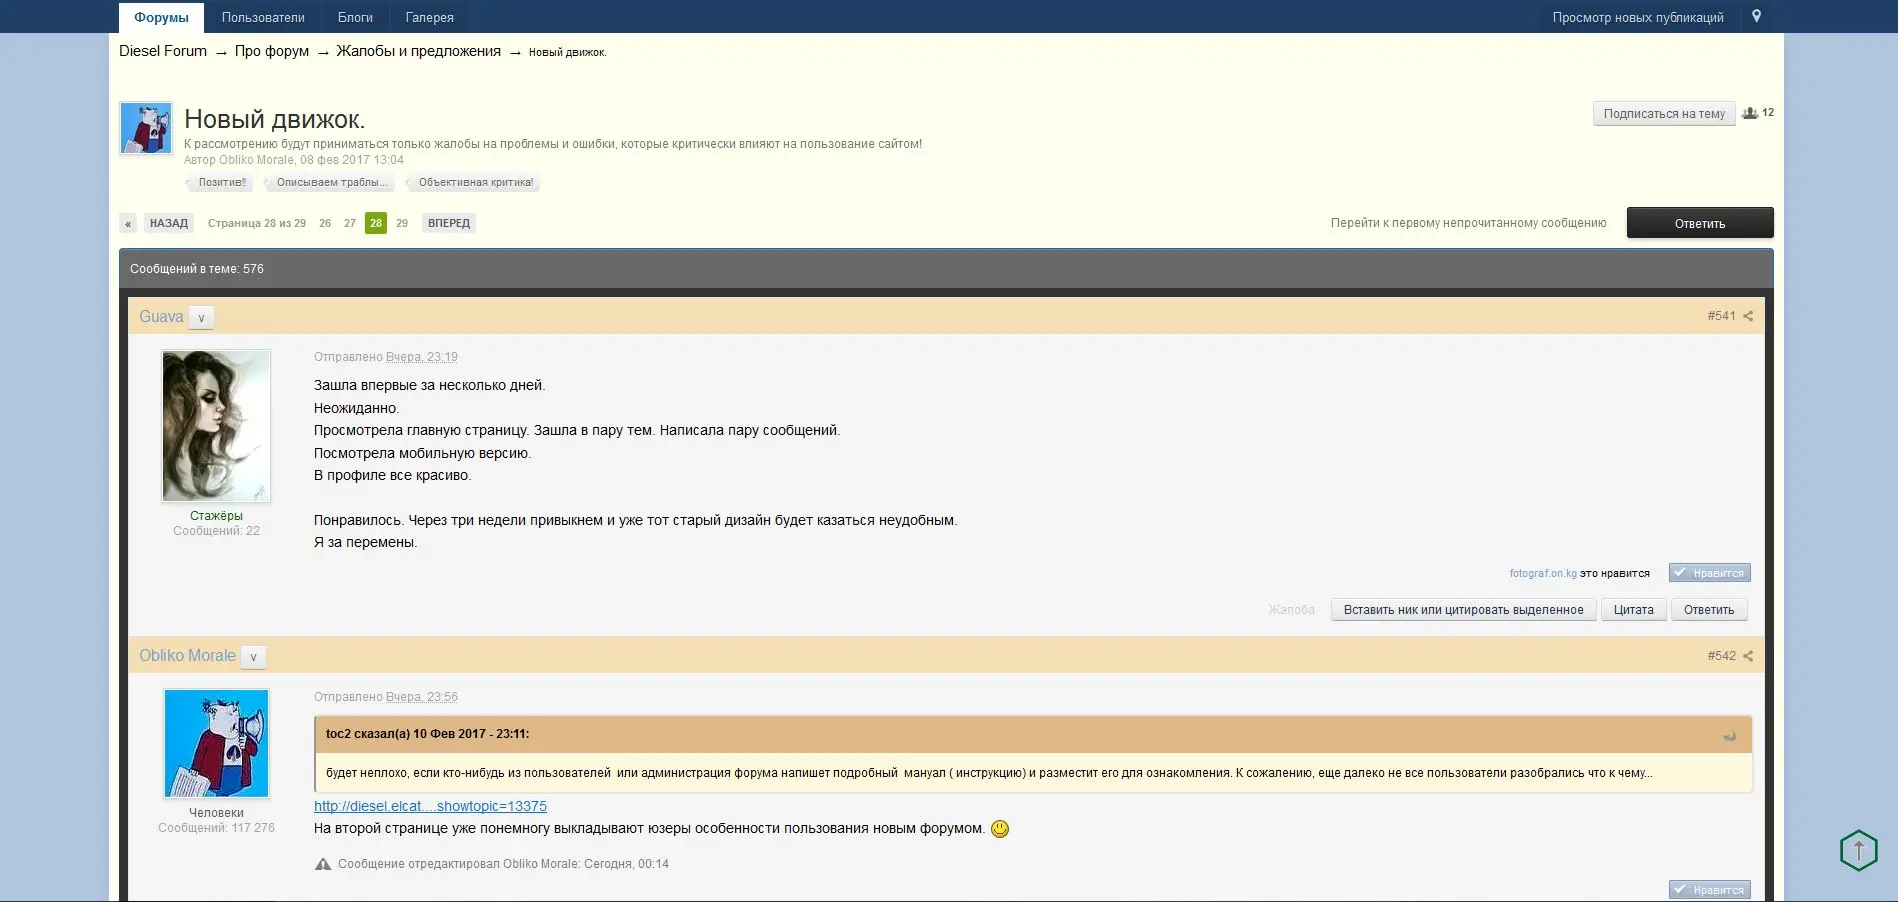 Форумы Пользователи Блоги Галерея Просмотр новых публикаций
Diesel Forum → Про форум → Жалобы и предложения → Новый движок.
Новый движок.
Подписаться на тему 12
К рассмотрению будут приниматься только жалобы на проблемы и ошибки, которые критически влияют на пользование сайтом!
Автор Obliko Morale, 08 фев 2017 13:04
Позитив!! Описываем траблы... Объективная критика!
« НАЗАД Страница 28 из 29 26 27 28 29 ВПЕРЕД Перейти к первому непрочитанному сообщению Ответить
Сообщений в теме: 576
Guava v #541
Отправлено Вчера, 23:19
Зашла впервые за несколько дней.
Неожиданно.
Просмотрела главную страницу. Зашла в пару тем. Написала пару сообщений.
Посмотрела мобильную версию.
В профиле все красиво.
Понравилось. Через три недели привыкнем и уже тот старый дизайн будет казаться неудобным.
Я за перемены.
Стажёры
Сообщений: 22
fotograf.on.kg это нравится Нравится
Жалоба Вставить ник или цитировать выделенное Цитата Ответить
Obliko Morale v #542
Отправлено Вчера, 23:56
toc2 сказал(а) 10 Фев 2017 - 23:11:
будет неплохо, если кто-нибудь из пользователей или администрация форума напишет подробный мануал ( инструкцию) и разместит его для ознакомления. К сожалению, еще далеко не все пользователи разобрались что к чему...
http://diesel.elcat....showtopic=13375
На второй странице уже понемногу выкладывают юзеры особенности пользования новым форумом.
Человеки
Сообщений: 117 276
Сообщение отредактировал Obliko Morale: Сегодня, 00:14
Нравится